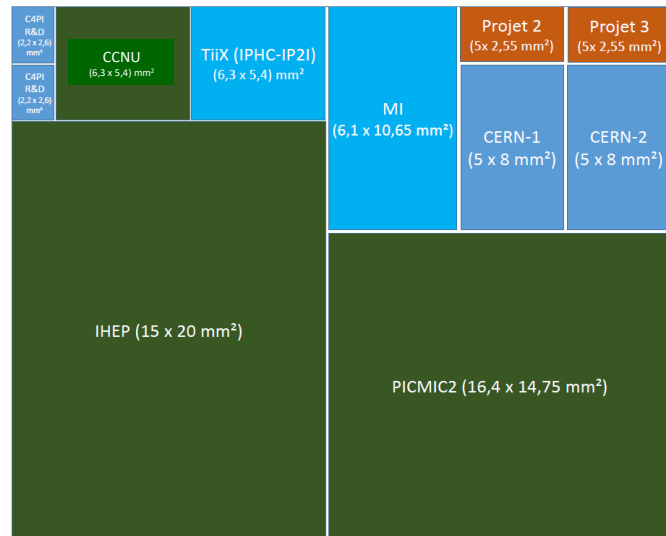 C4PI
R&D
(2,2 x 2,6)
mm²
C4PI
R&D
(2,2 x 2,6)
mm²
CCNU
(6,3 x 5,4) mm²
TiiX (IPHC-IP2I)
(6,3 x 5,4) mm²
MI
(6,1 x 10,65 mm²)
Projet 2
(5x 2,55 mm²)
Projet 3
(5x 2,55 mm²)
CERN-1
(5 x 8 mm²)
CERN-2
(5 x 8 mm²)
IHEP (15 x 20 mm²)
PICMIC2 (16,4 x 14,75 mm²)